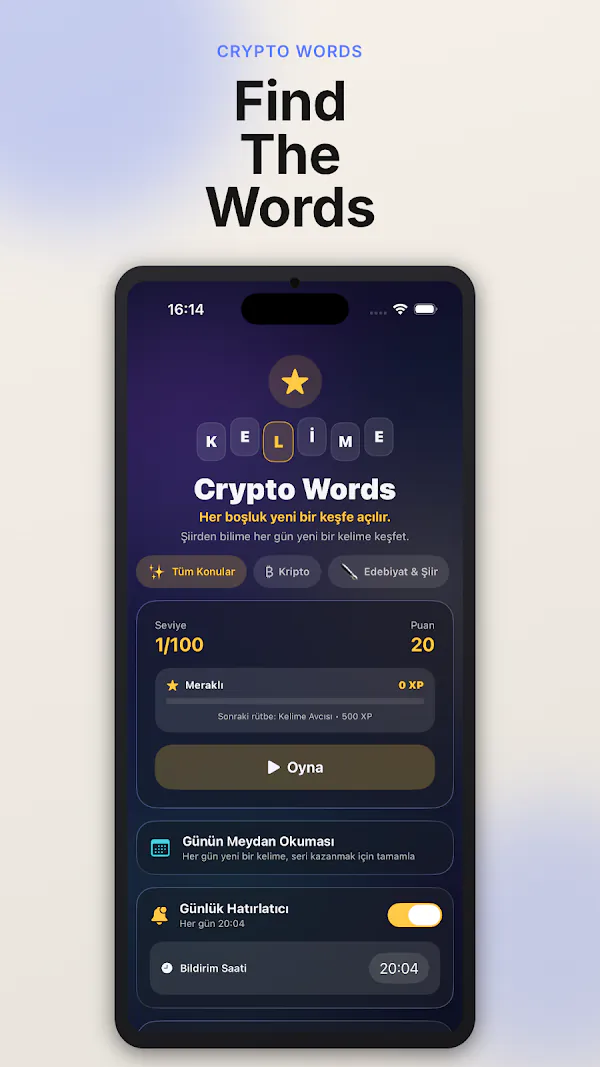 CRYPTO WORDS
Find
The
Words
16:14
K E L İ M E
Crypto Words
Her boşluk yeni bir keşfe açılır.
Şiirden bilime her gün yeni bir kelime keşfet.
Tüm Konular
Kripto
Edebiyat & Şiir
Seviye
Puan
1/100
20
Meraklı
0 XP
Sonraki rütbe: Kelime Avcısı • 500 XP
Oyna
Günün Meydan Okuması
Her gün yeni bir kelime, seri kazanmak için tamamla
Günlük Hatırlatıcı
Her gün 20:04
Bildirim Saati
20:04